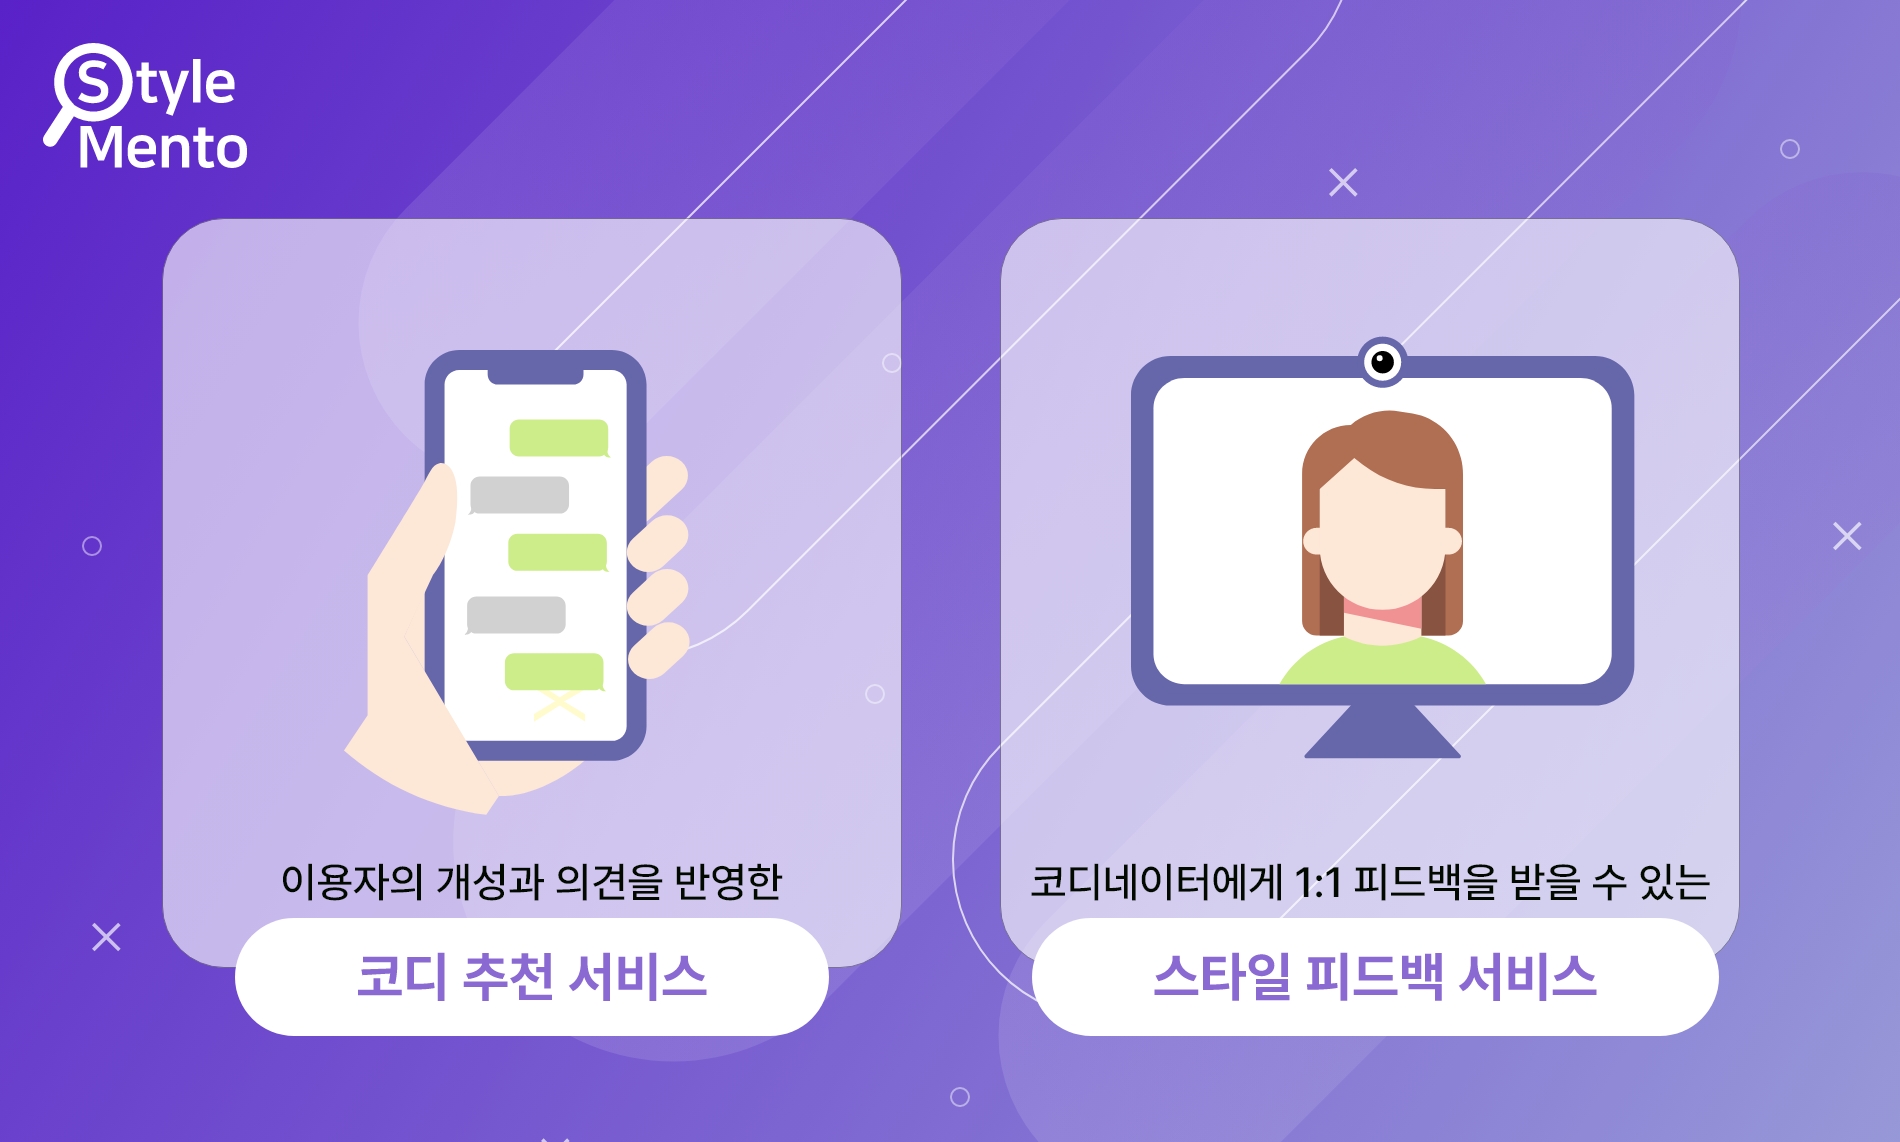 Style
Mento
이용자의 개성과 의견을 반영한
코디 추천 서비스
코디네이터에게 1:1 피드백을 받을 수 있는
스타일 피드백 서비스